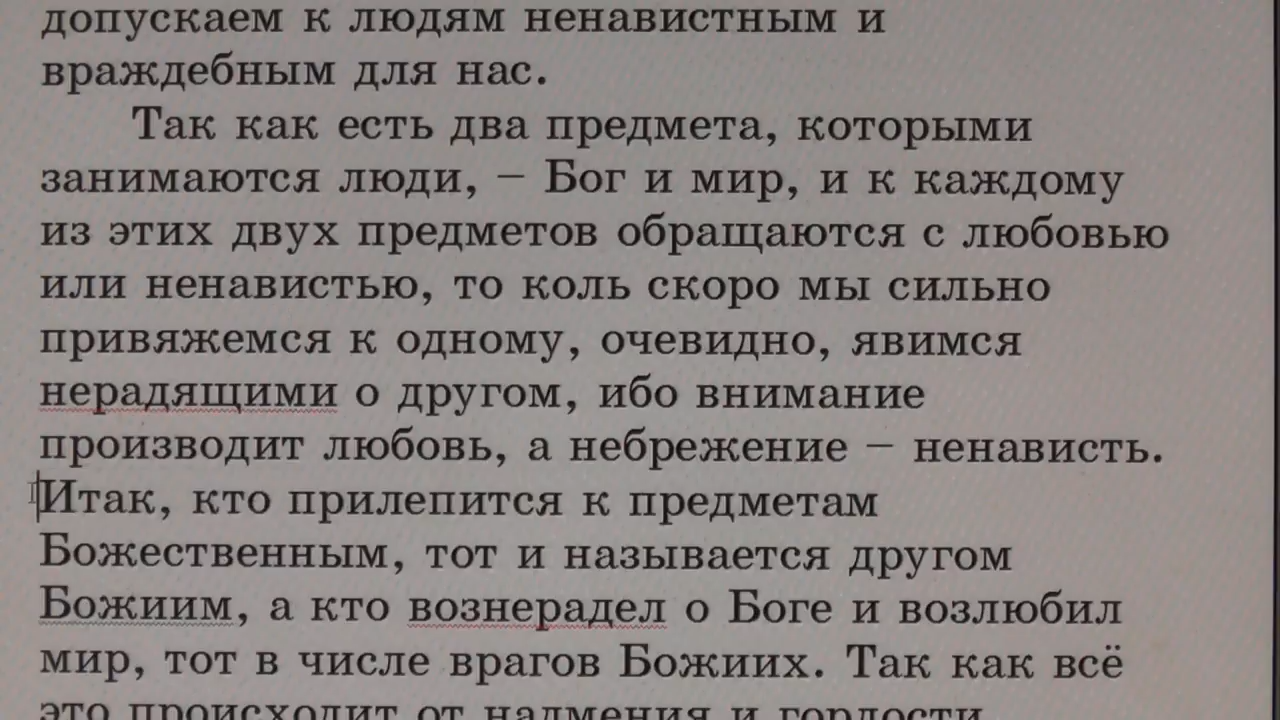 допускаем к людям ненавистным и
враждебным для нас.
Так как есть два предмета, которыми
занимаются люди, – Бог и мир, и к каждому
из этих двух предметов обращаются с любовью
или ненавистью, то коль скоро мы сильно
привяжемся к одному, очевидно, явимся
нерадящими о другом, ибо внимание
производит любовь, а небрежение – ненависть.
Итак, кто прилепится к предметам
Божественным, тот и называется другом
Божиим, а кто вознерадел о Боге и возлюбил
мир, тот в числе врагов Божиих. Так как всё
это происходит от надмения и гордости